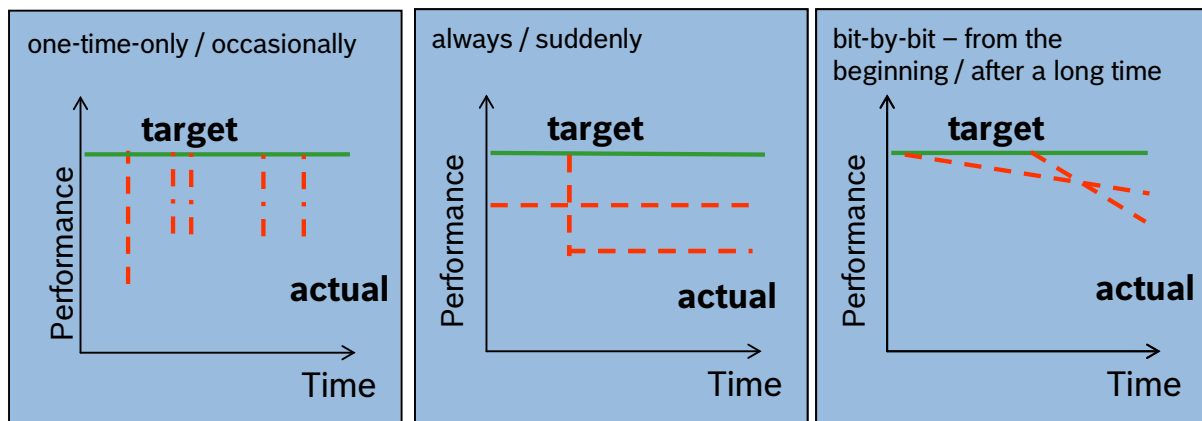 one-time-only / occasionally
target
Performance
actual
Time
always / suddenly
target
Performance
actual
Time
bit-by-bit – from the
beginning / after a long time
target
Performance
actual
Time